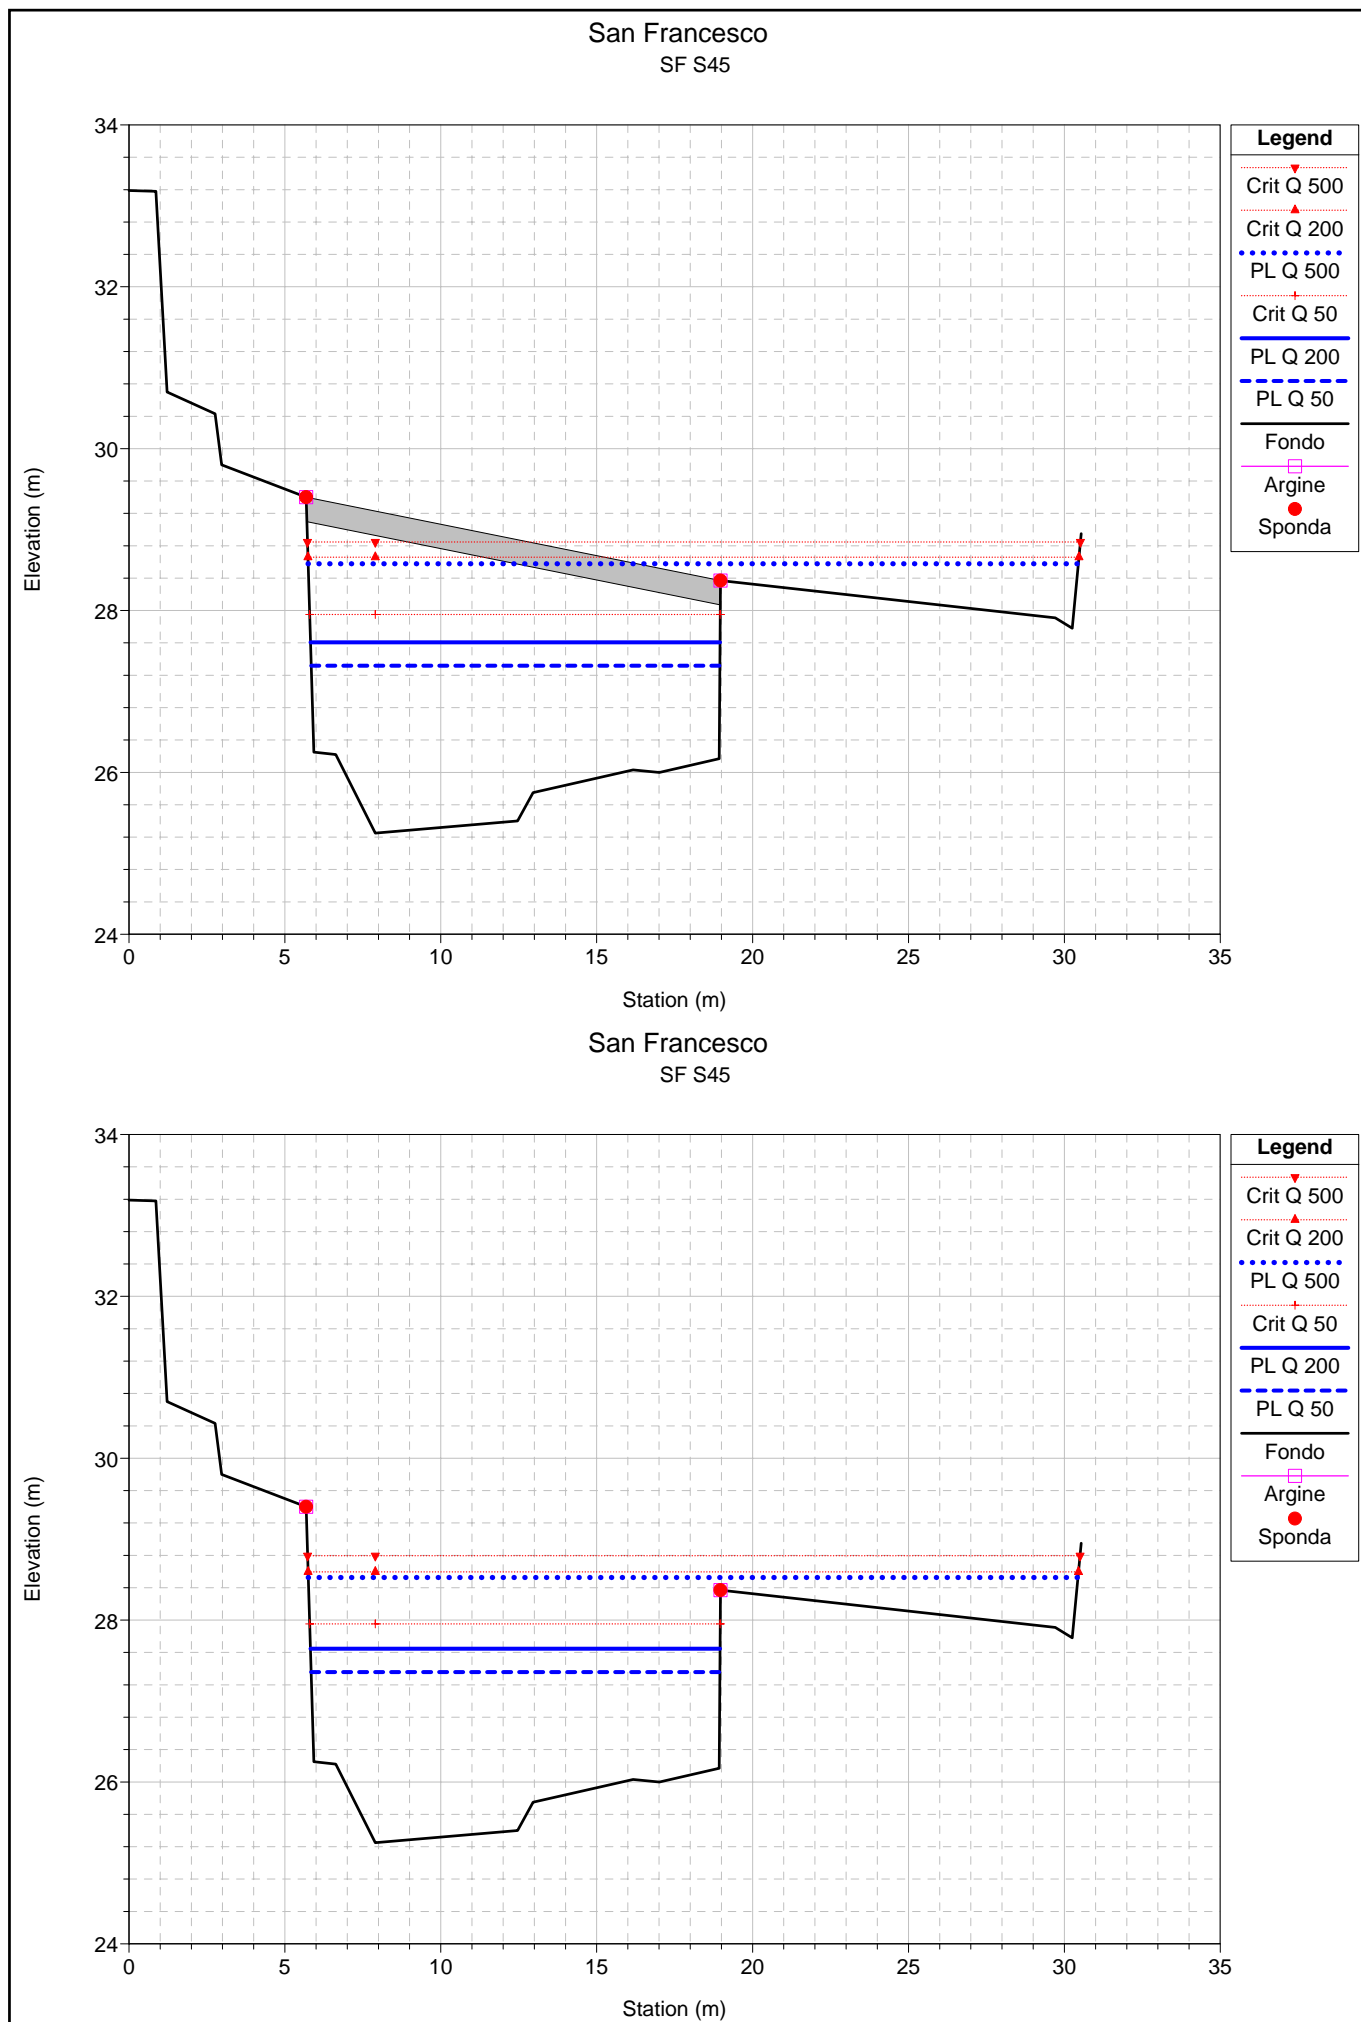 San Francesco
SF S45
34
32
30
28
26
24
Elevation (m)
0 5 10 15 20 25 30 35
Station (m)
Legend
Crit Q 500
Crit Q 200
PL Q 500
Crit Q 50
PL Q 200
PL Q 50
Fondo
Argine
Sponda
San Francesco
SF S45
34
32
30
28
26
24
Elevation (m)
0 5 10 15 20 25 30 35
Station (m)
Legend
Crit Q 500
Crit Q 200
PL Q 500
Crit Q 50
PL Q 200
PL Q 50
Fondo
Argine
Sponda